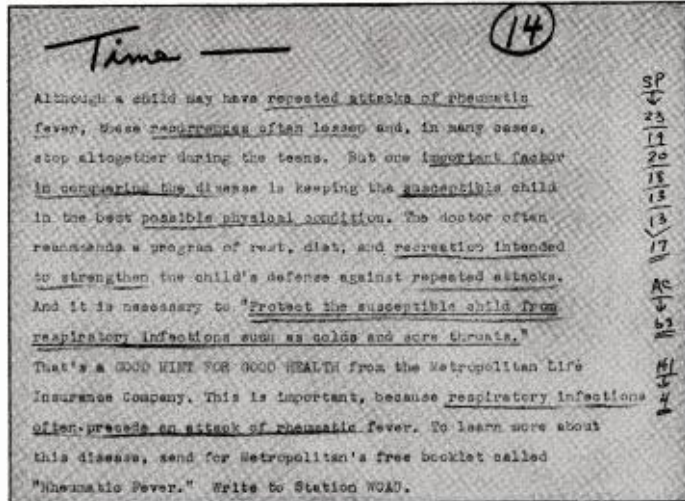 Time
14
Although a child may have repeated attacks of rheumatic
fever, these recurrences often lessen and, in many cases,
stop altogether during the teens. But one important factor
in conquering the disease is keeping the susceptible child
in the best possible physical condition. The doctor often
recommends a program of rest, diet, and recreation intended
to strengthen the child's defense against repeated attacks.
And it is necessary to "Protect the susceptible child from
respiratory infections such as colds and sore throats."
That's a GOOD HINT FOR GOOD HEALTH from the Metropolitan Life
Insurance Company. This is important, because respiratory infections
often precede an attack of rheumatic fever. To learn more about
this disease, send for Metropolitan's free booklet called
"Rheumatic Fever." Write to Station WCAU.
SP
23
19
20
18
13
13
17
AC
HI
4